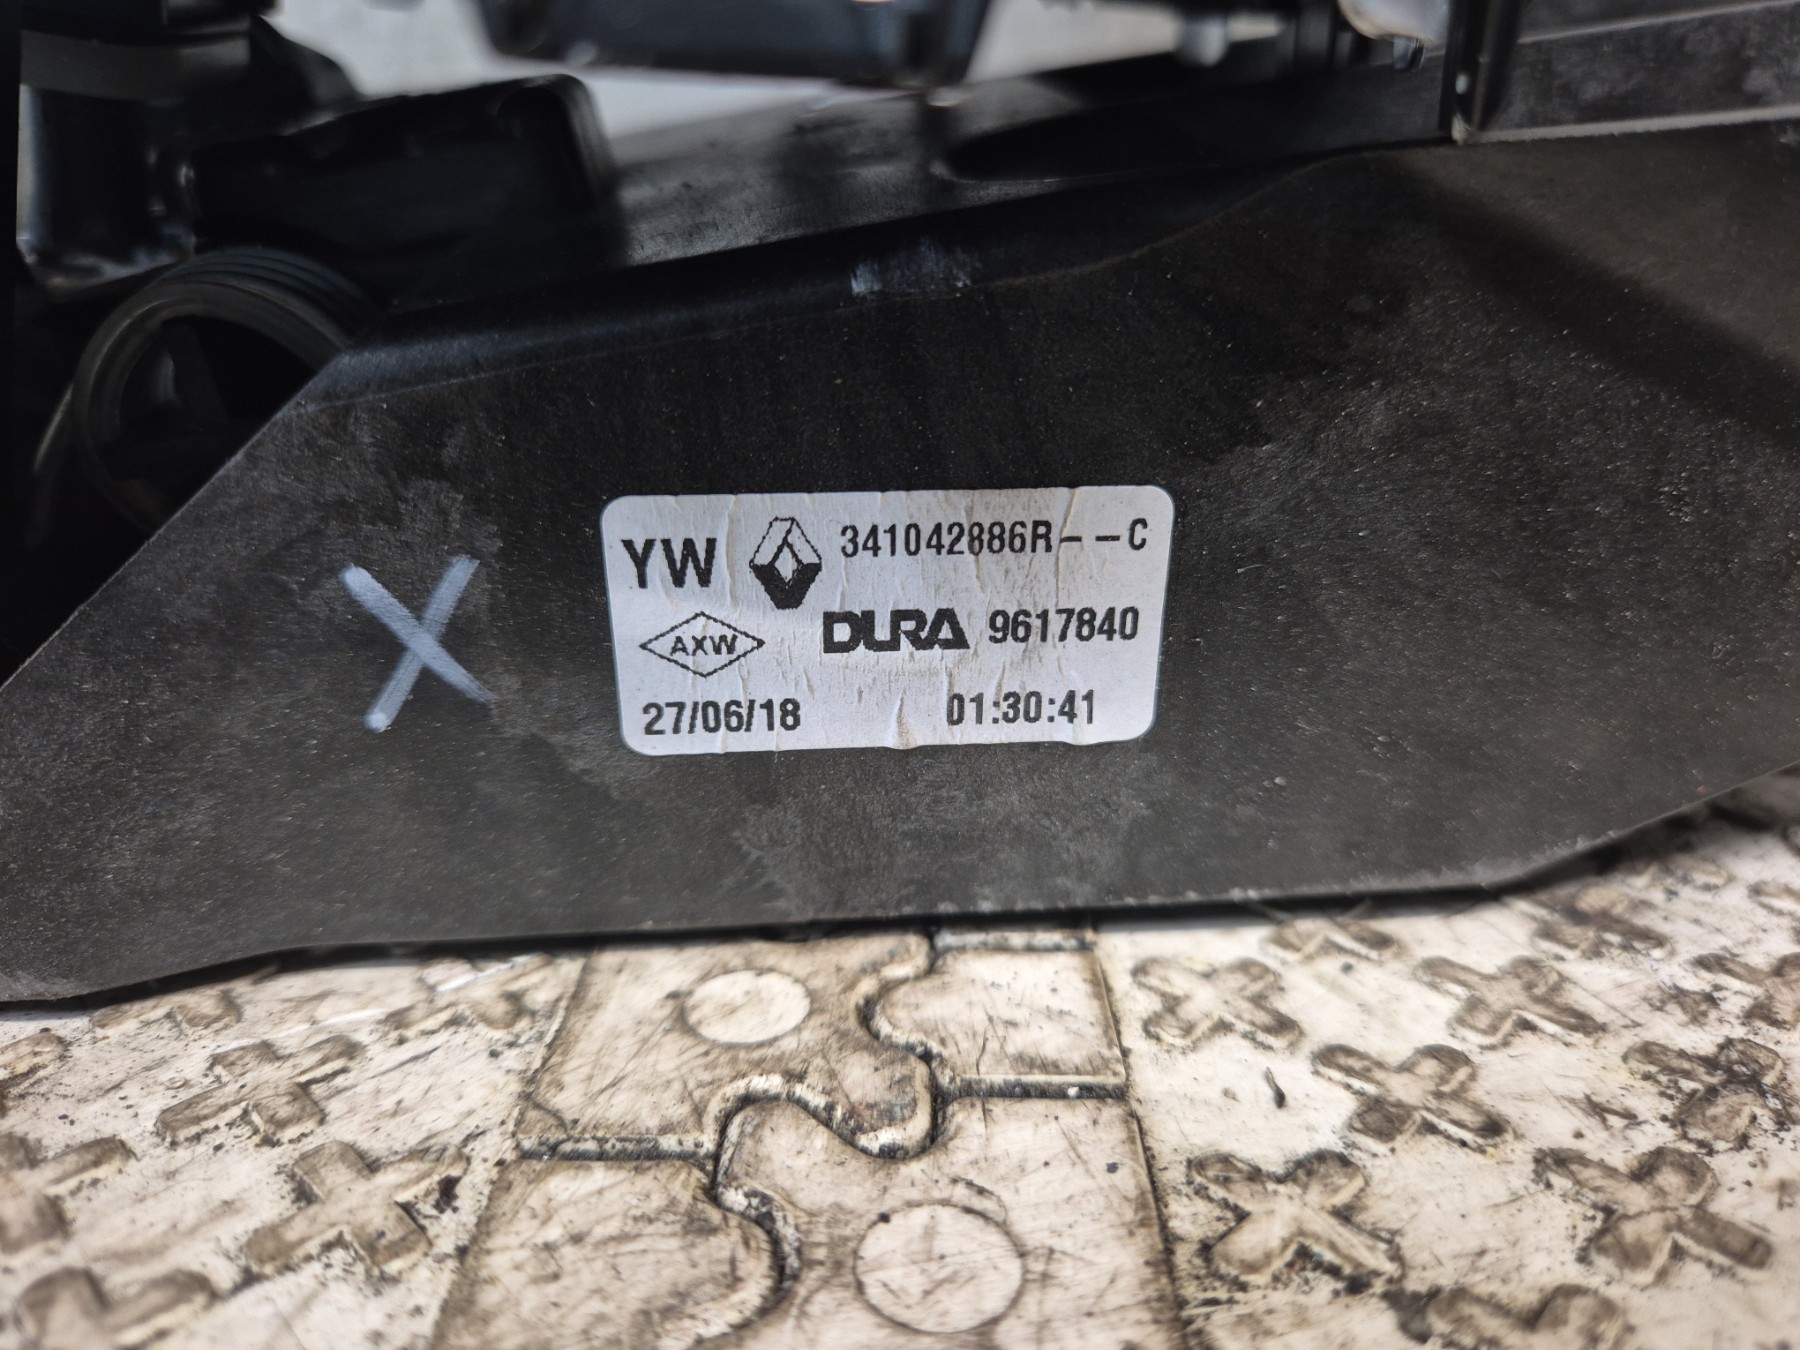 YW 341042886R--C
AXW DURA 9617840
27/06/18 01:30:41
X